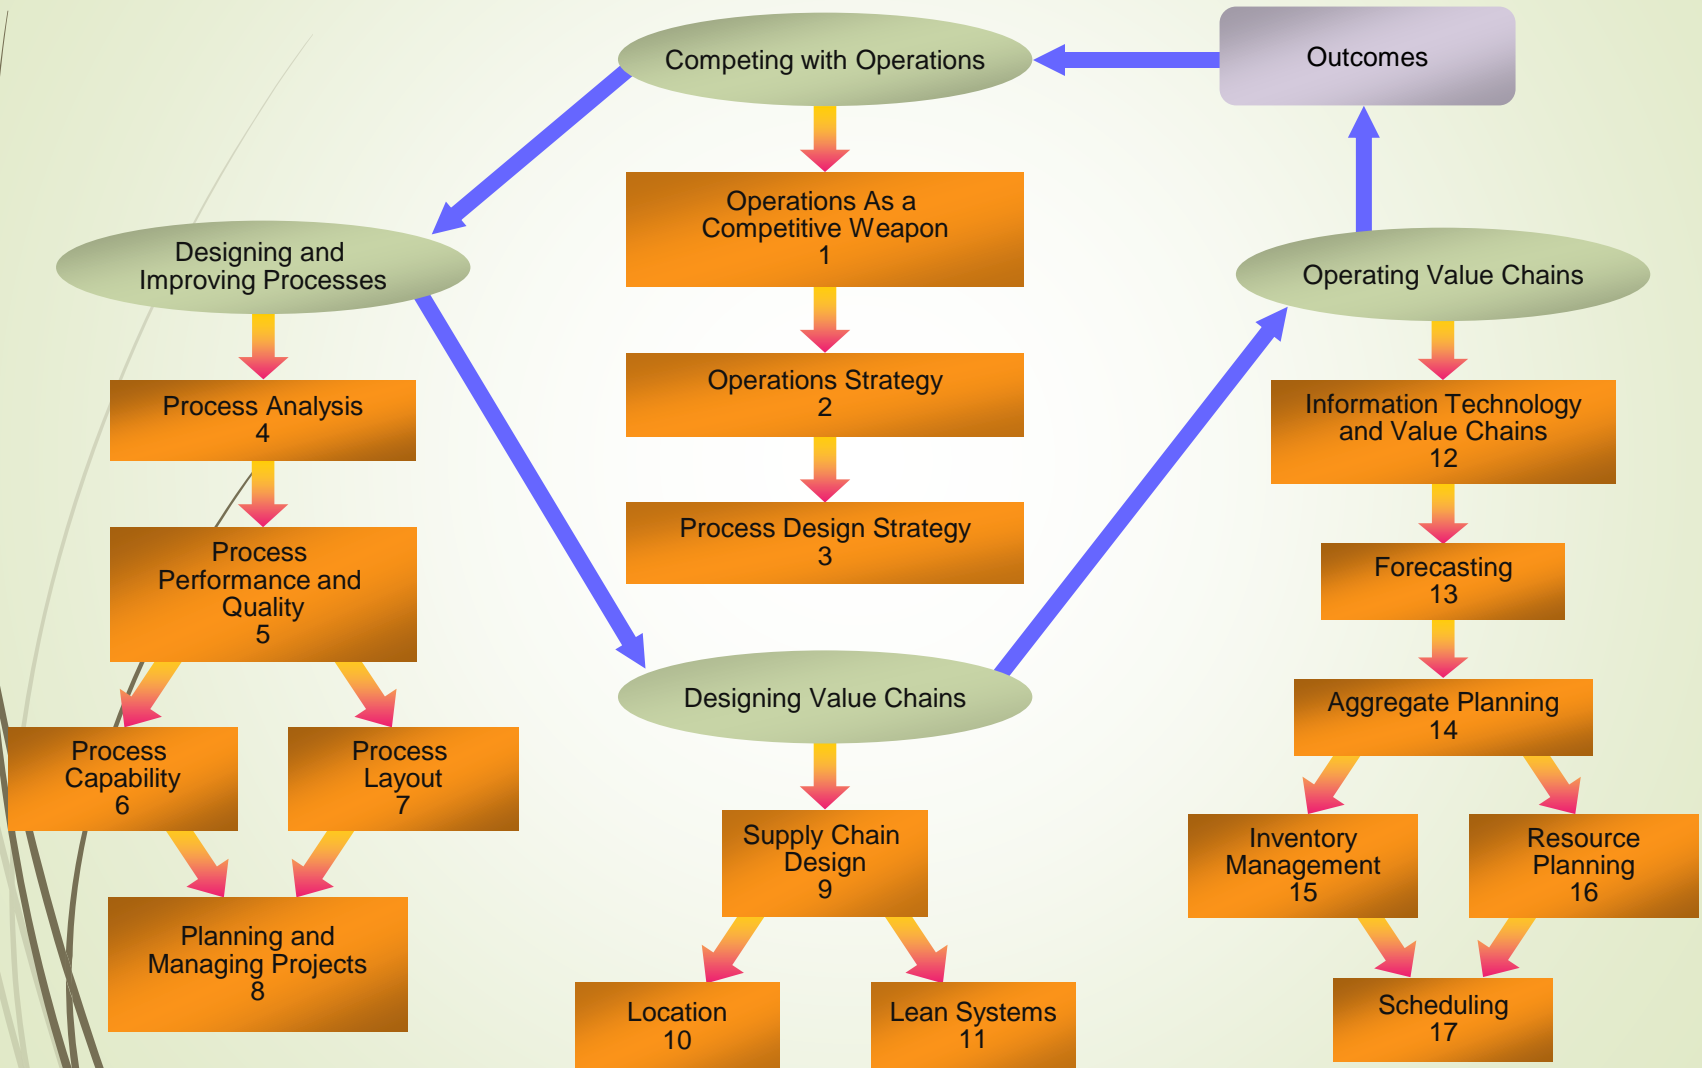 Competing with Operations
Outcomes
Operations As a
Competitive Weapon
1
Operations Strategy
2
Process Design Strategy
3
Designing and
Improving Processes
Process Analysis
4
Process
Performance and
Quality
5
Process
Capability
6
Process
Layout
7
Planning and
Managing Projects
8
Designing Value Chains
Supply Chain
Design
9
Location
10
Lean Systems
11
Operating Value Chains
Information Technology
and Value Chains
12
Forecasting
13
Aggregate Planning
14
Inventory
Management
15
Resource
Planning
16
Scheduling
17